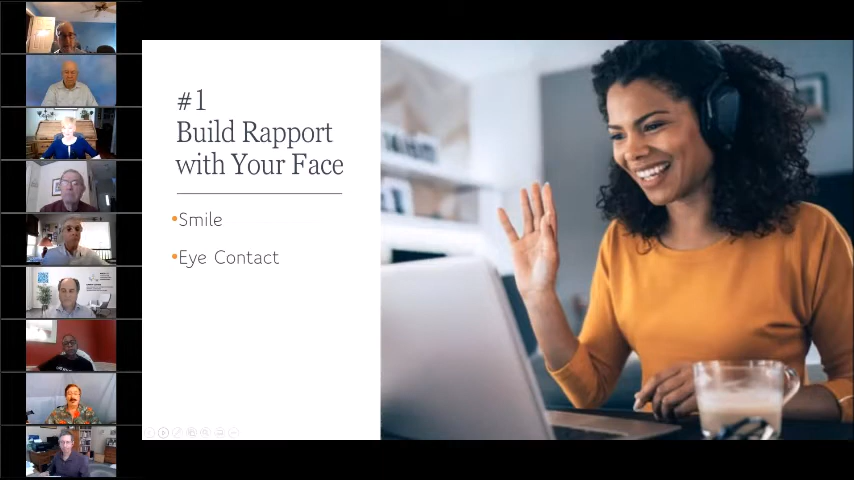 #1
Build Rapport
with Your Face
•Smile
•Eye Contact